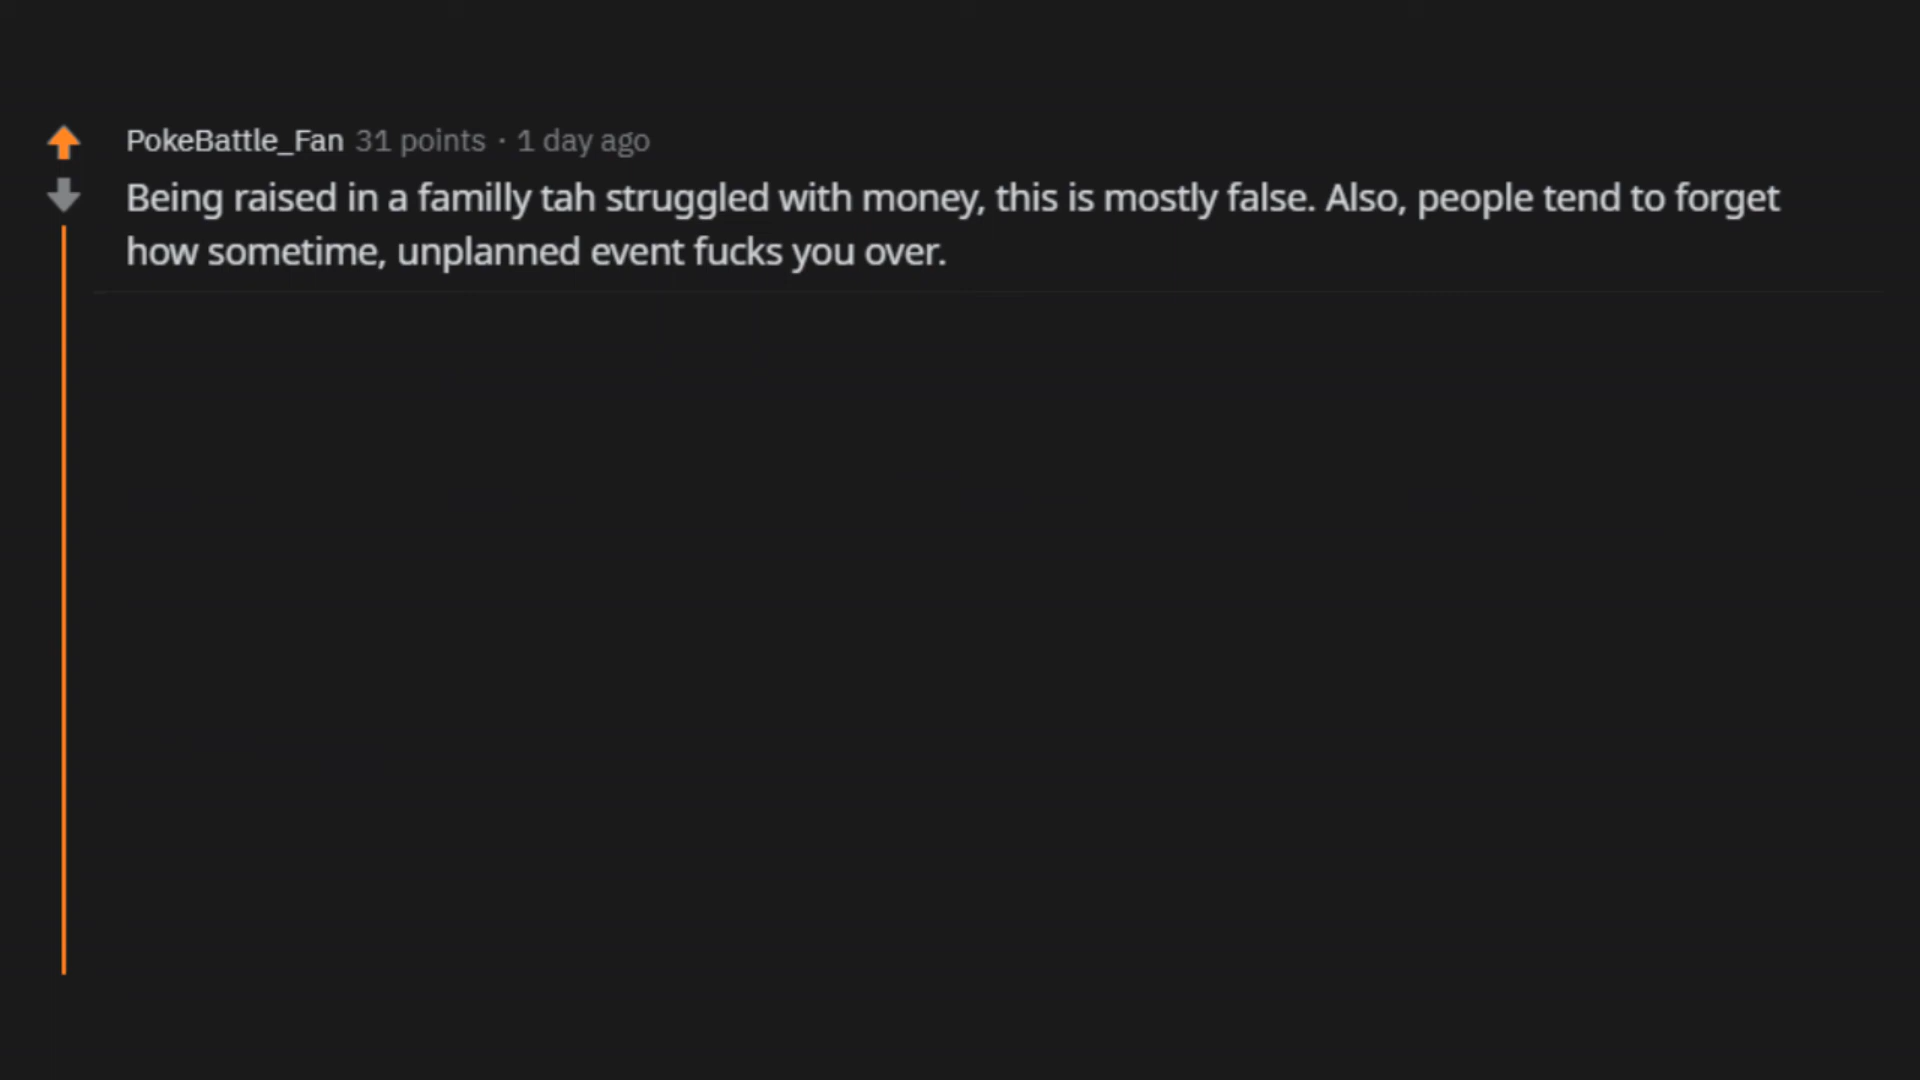 PokeBattle_Fan 31 points · 1 day ago
Being raised in a familly tah struggled with money, this is mostly false. Also, people tend to forget
how sometime, unplanned event fucks you over.